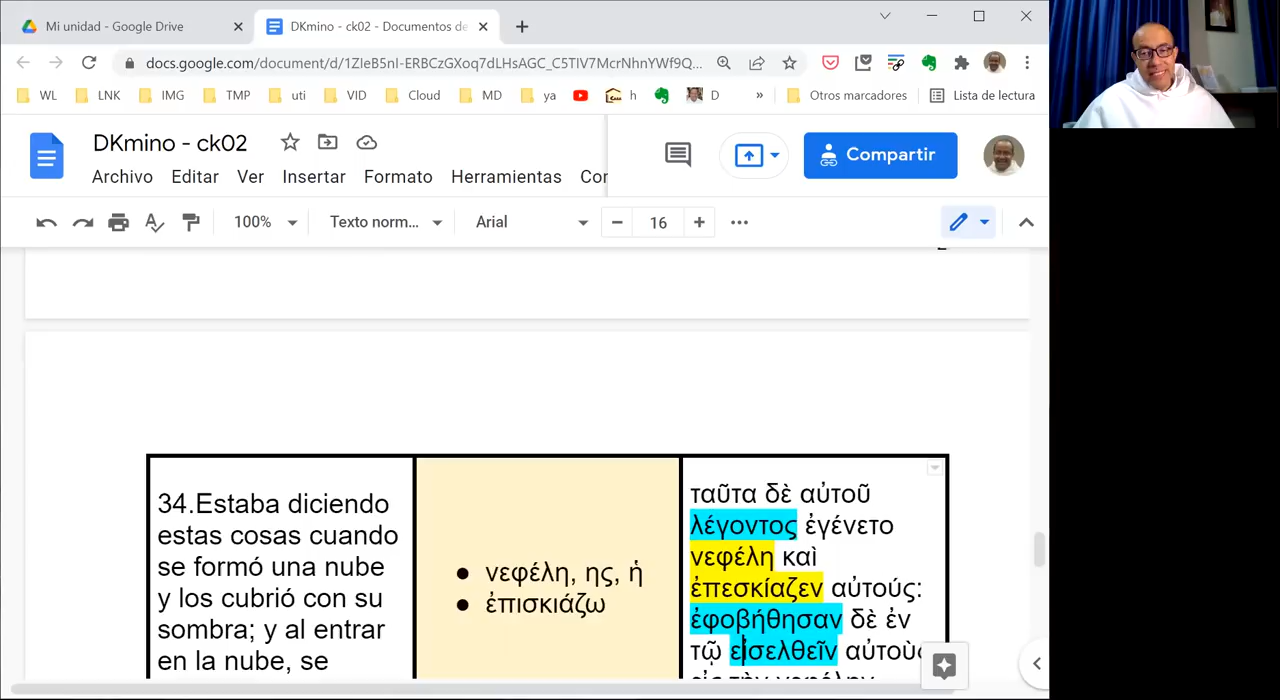 Mi unidad - Google Drive
DKmino - ck02 - Documentos de
docs.google.com/document/d/1ZIeB5nI-ERBCzGXoq7dLHsAGC_C5TIV7McrNhnYWf9Q...
WL LNK IMG TMP uti VID Cloud MD ya h D » Otros marcadores Lista de lectura
DKmino - ck02
Archivo Editar Ver Insertar Formato Herramientas Cor
Compartir
100% Texto norm... Arial 16
34.Estaba diciendo
estas cosas cuando
se formó una nube
y los cubrió con su
sombra; y al entrar
en la nube, se
● νεφέλη, ης, ἡ
● ἐπισκιάζω
ταῦτα δὲ αὐτοῦ
λέγοντος ἐγένετο
νεφέλη καὶ
ἐπεσκίαζεν αὐτούς:
ἐφοβήθησαν δὲ ἐν
τῷ εἰσελθεῖν αὐτοὺς
εἰς τὴν νεφέλην